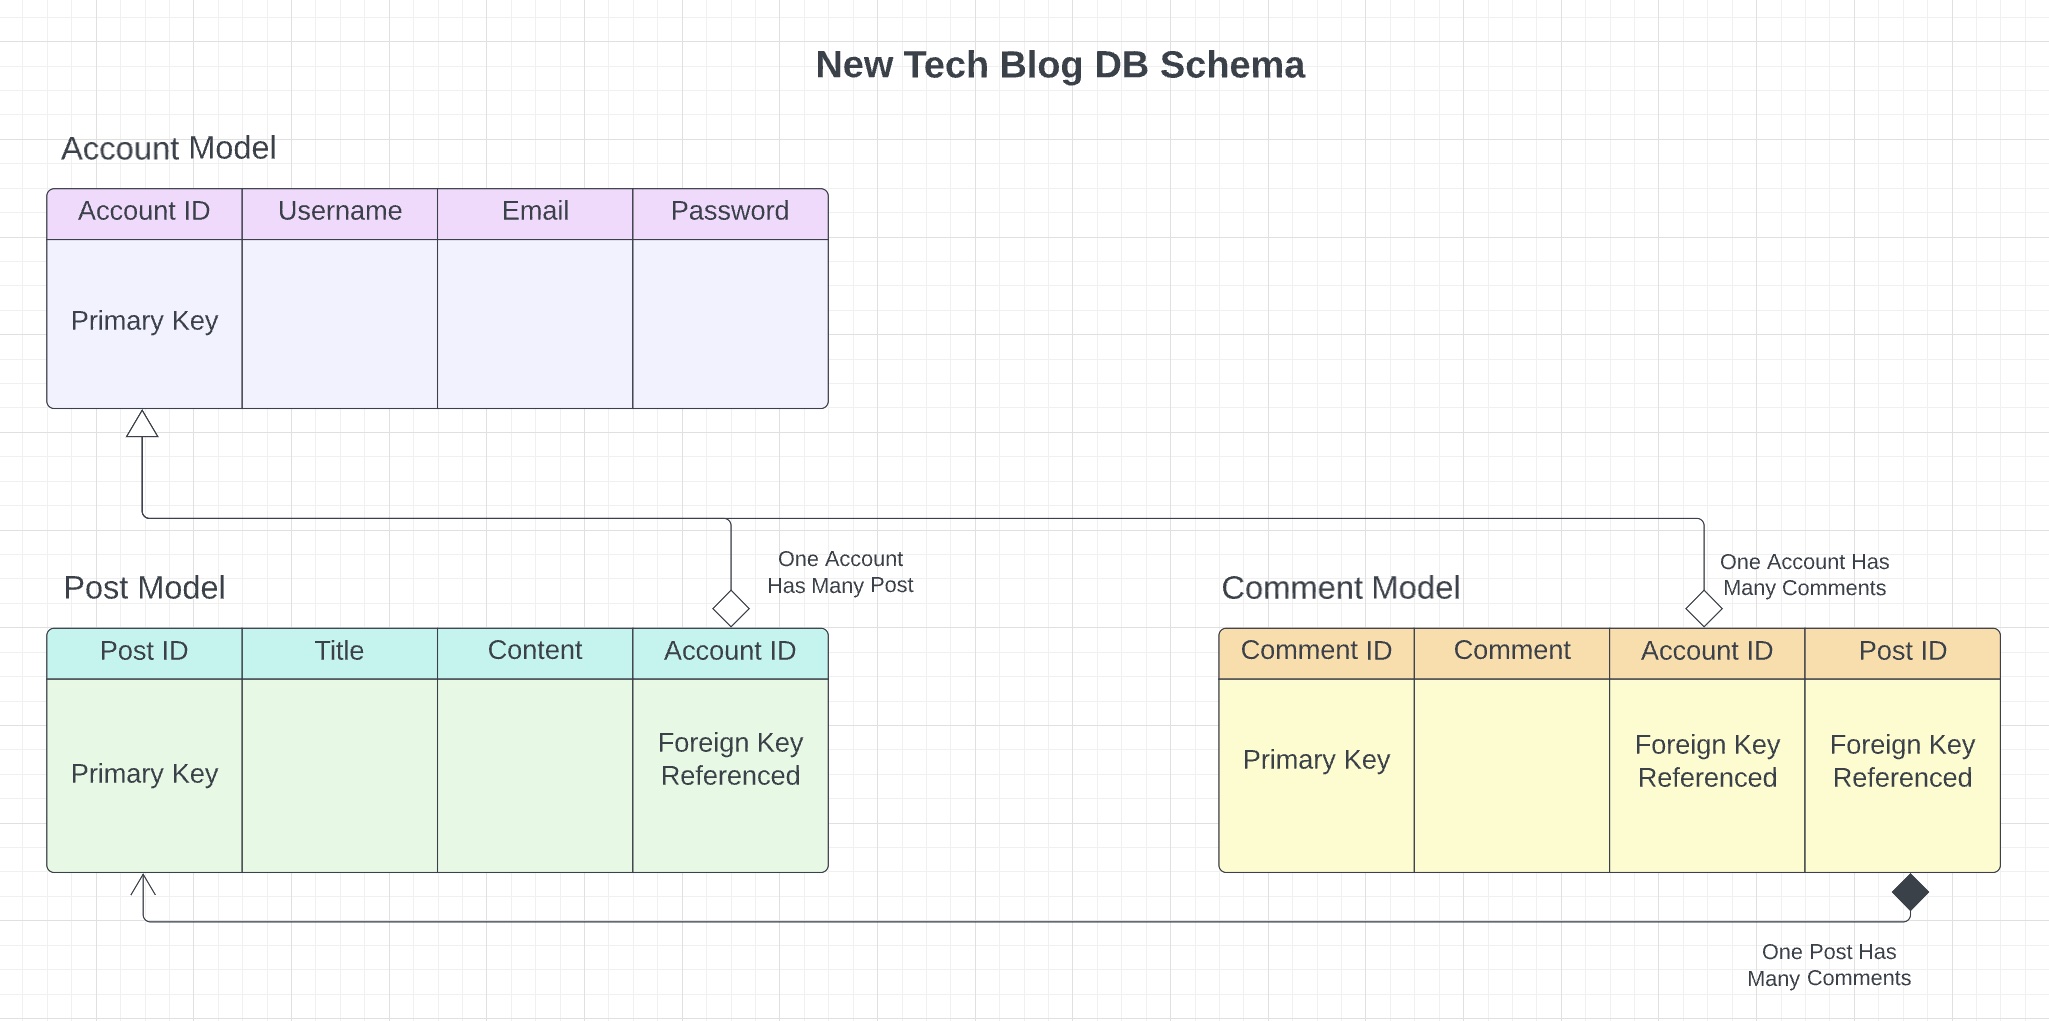 New Tech Blog DB Schema
Account Model
Account ID
Username
Email
Password
Primary Key
One Account
Has Many Post
One Account Has
Many Comments
Post Model
Post ID
Title
Content
Account ID
Primary Key
Foreign Key
Referenced
Comment Model
Comment ID
Comment
Account ID
Post ID
Primary Key
Foreign Key
Referenced
Foreign Key
Referenced
One Post Has
Many Comments